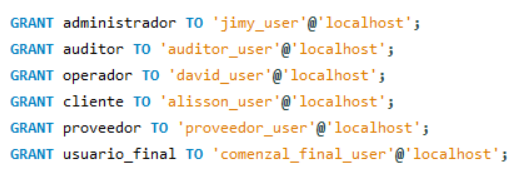 GRANT administrador TO 'jimy_user'@'localhost';
GRANT auditor TO 'auditor_user'@'localhost';
GRANT operador TO 'david_user'@'localhost';
GRANT cliente TO 'alisson_user'@'localhost';
GRANT proveedor TO 'proveedor_user'@'localhost';
GRANT usuario_final TO 'comenzal_final_user'@'localhost';